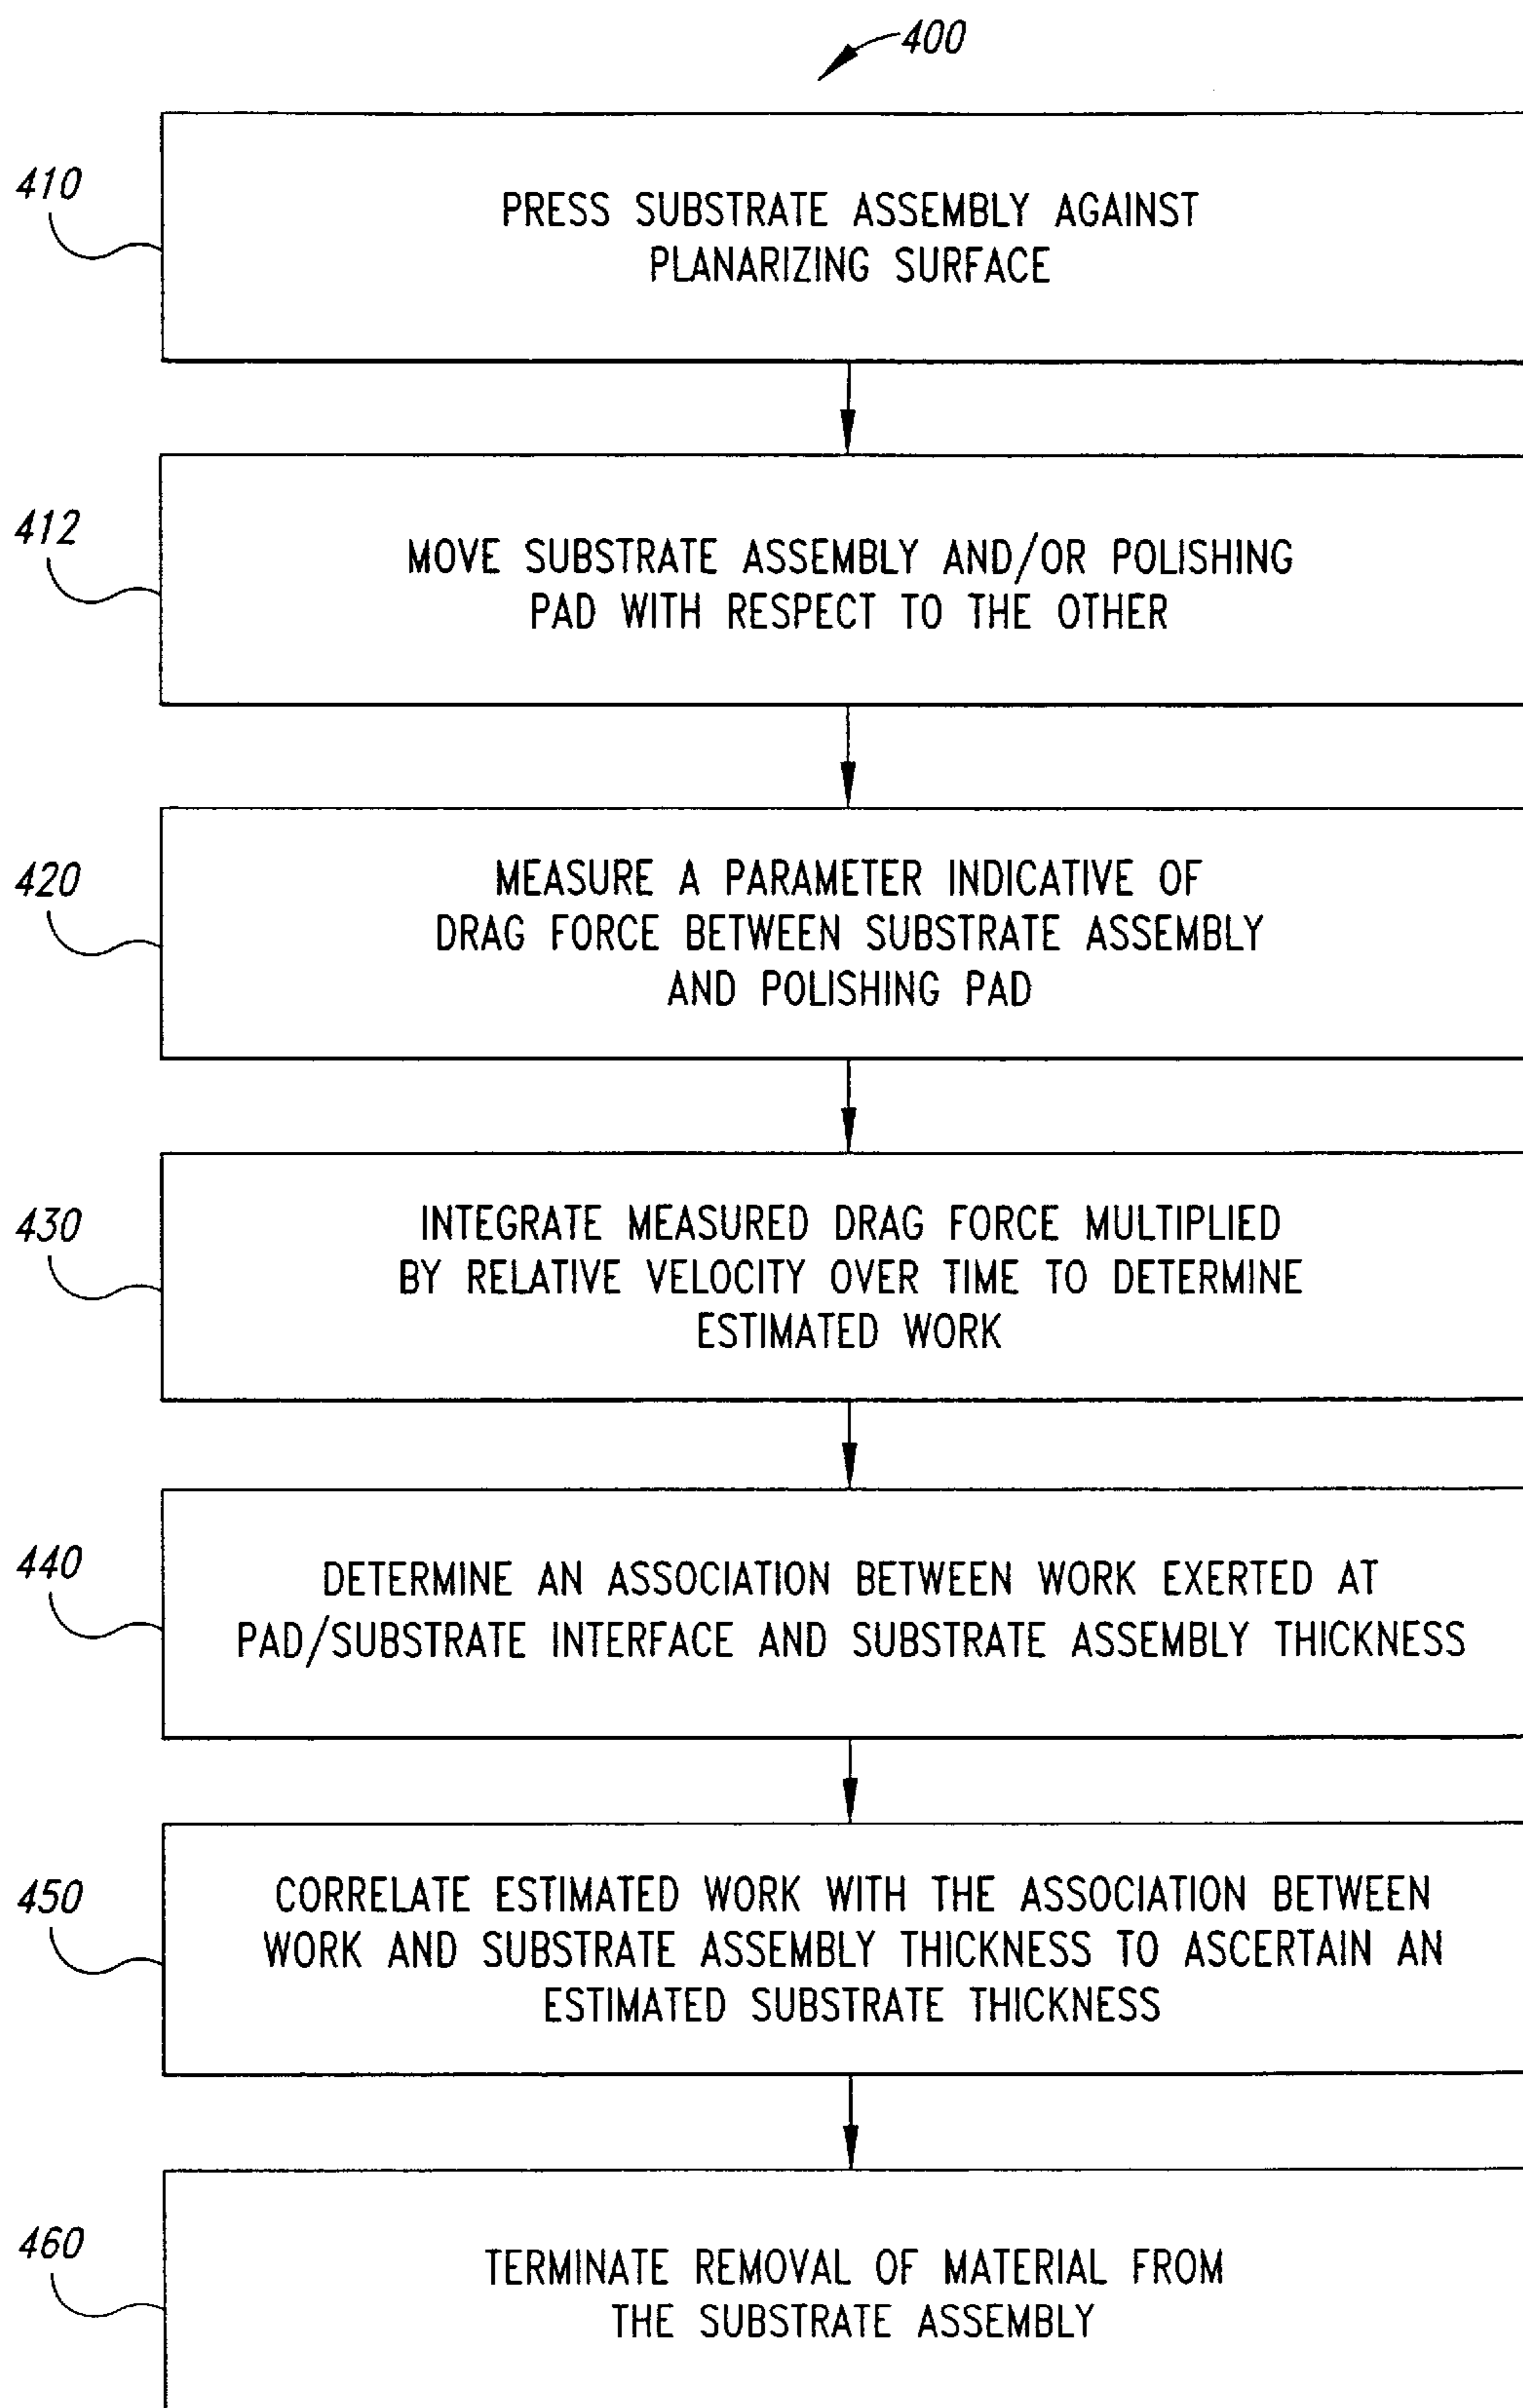 400
410
PRESS SUBSTRATE ASSEMBLY AGAINST
PLANARIZING SURFACE
412
MOVE SUBSTRATE ASSEMBLY AND/OR POLISHING
PAD WITH RESPECT TO THE OTHER
420
MEASURE A PARAMETER INDICATIVE OF
DRAG FORCE BETWEEN SUBSTRATE ASSEMBLY
AND POLISHING PAD
430
INTEGRATE MEASURED DRAG FORCE MULTIPLIED
BY RELATIVE VELOCITY OVER TIME TO DETERMINE
ESTIMATED WORK
440
DETERMINE AN ASSOCIATION BETWEEN WORK EXERTED AT
PAD/SUBSTRATE INTERFACE AND SUBSTRATE ASSEMBLY THICKNESS
450
CORRELATE ESTIMATED WORK WITH THE ASSOCIATION BETWEEN
WORK AND SUBSTRATE ASSEMBLY THICKNESS TO ASCERTAIN AN
ESTIMATED SUBSTRATE THICKNESS
460
TERMINATE REMOVAL OF MATERIAL FROM
THE SUBSTRATE ASSEMBLY